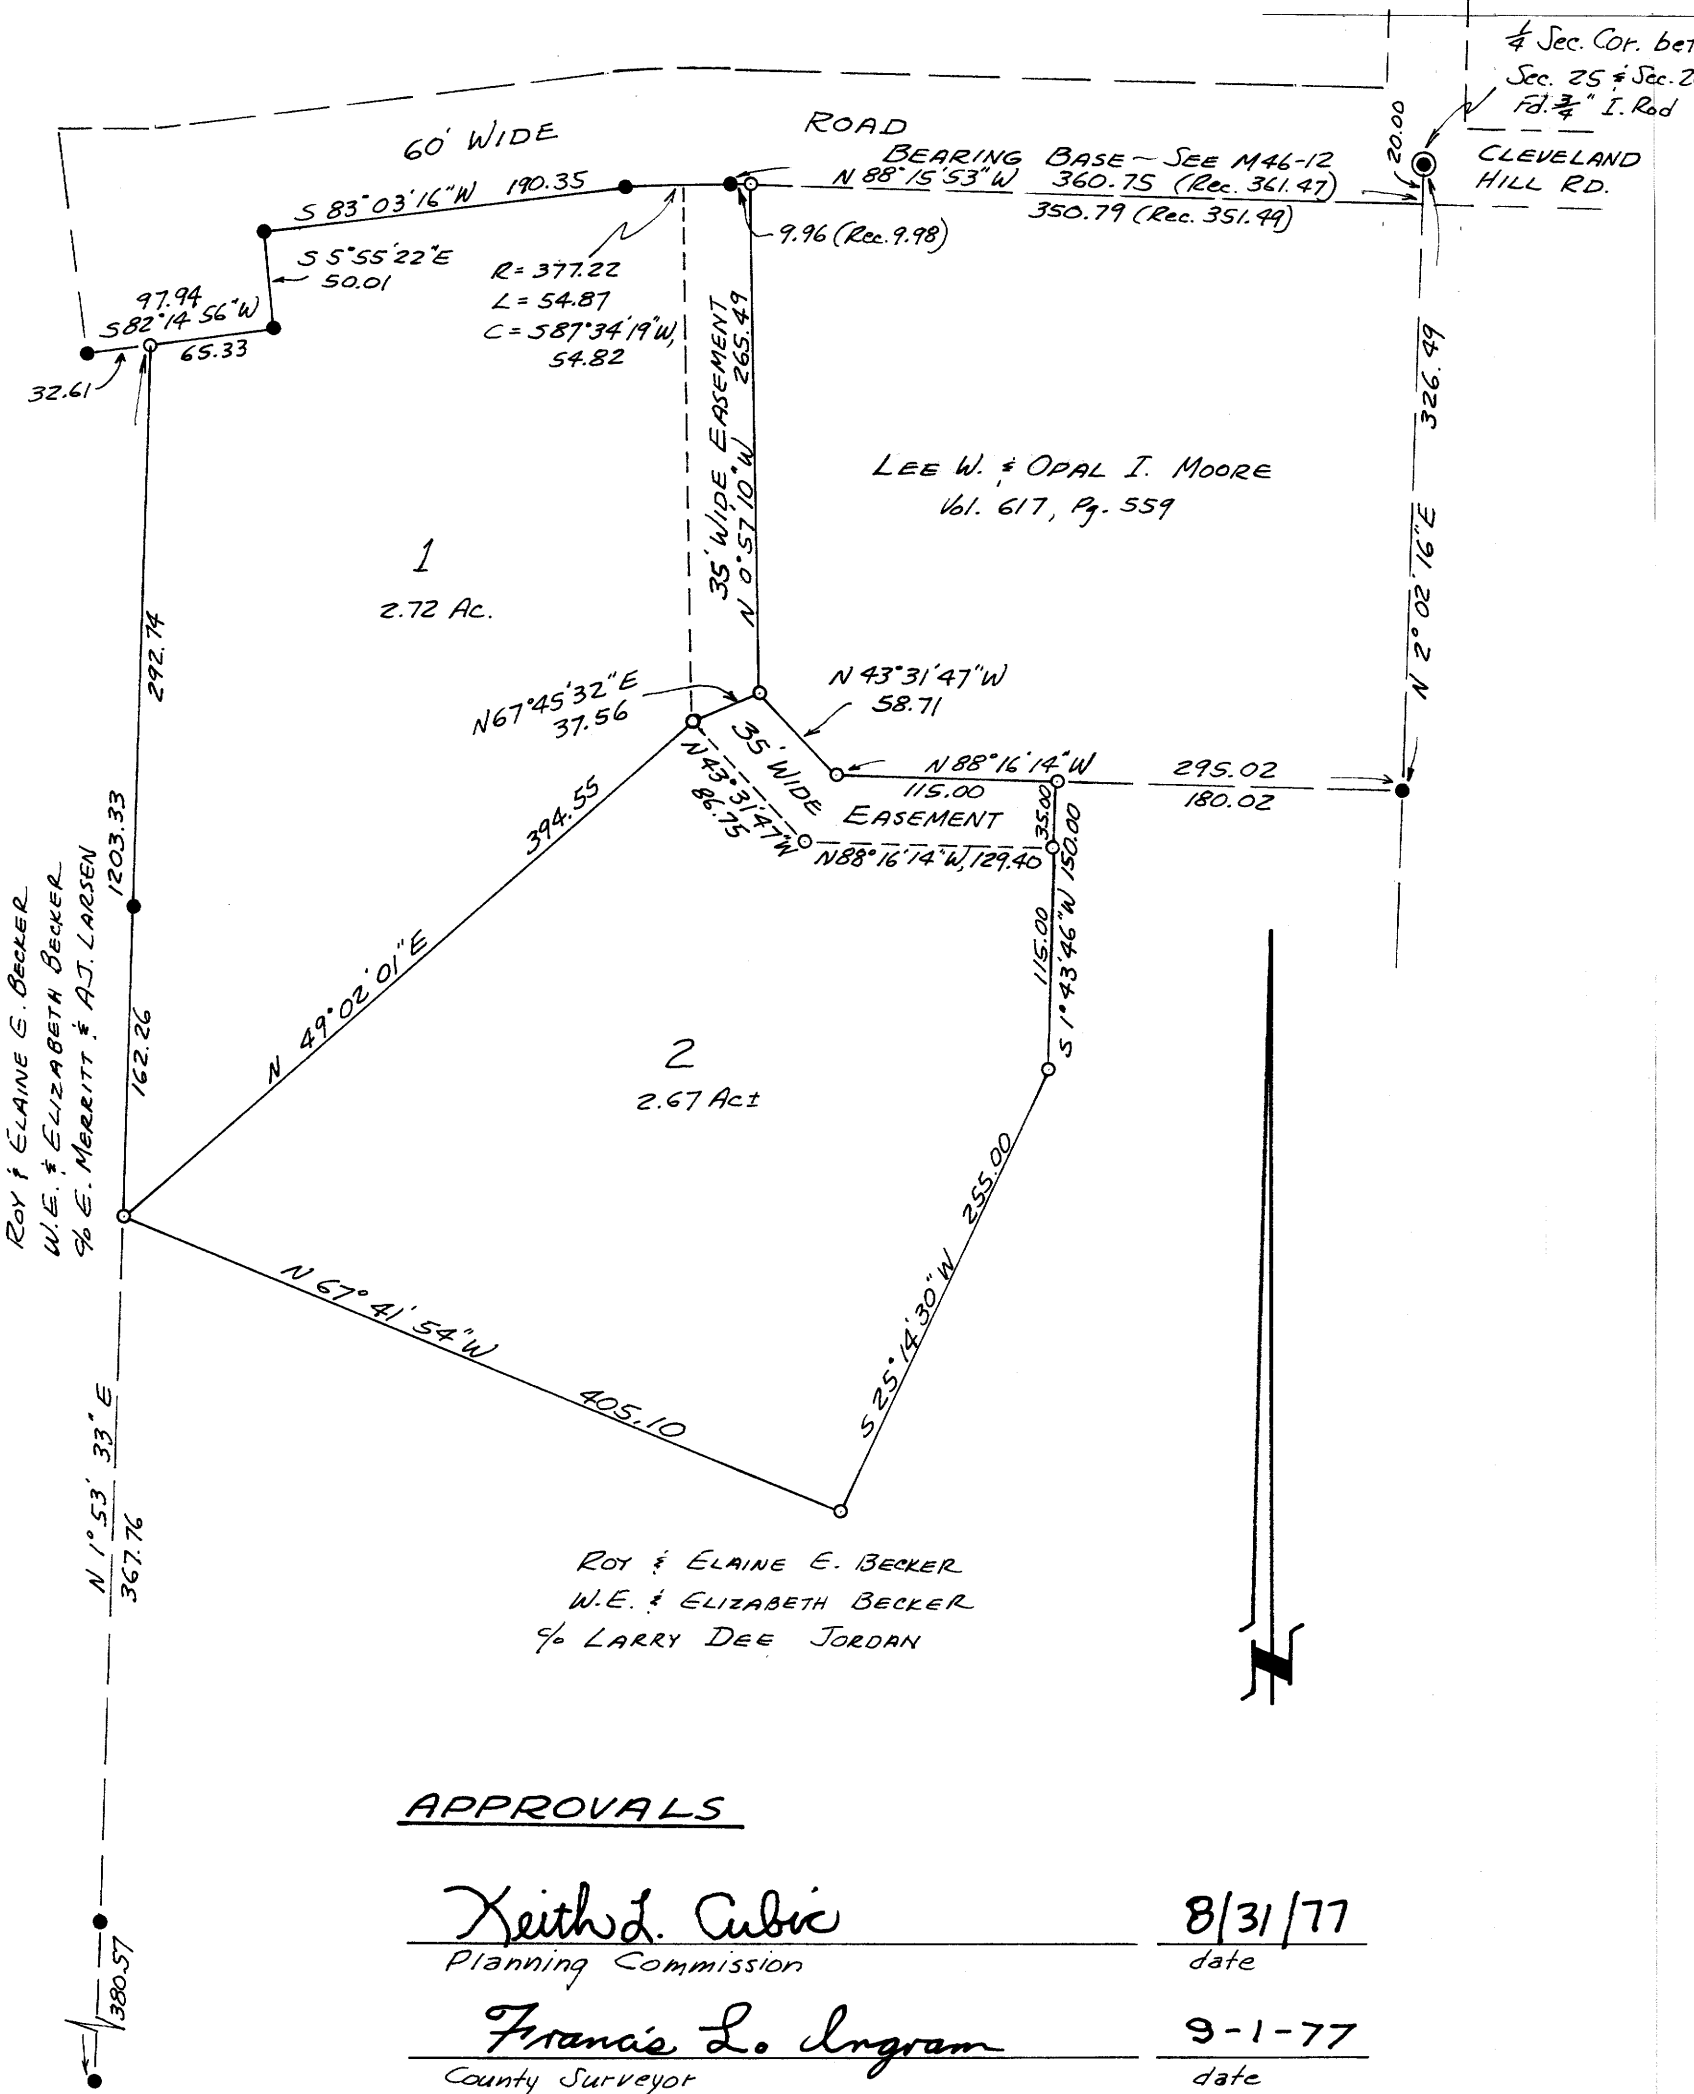 ¼ Sec. Cor. bet
Sec. 25 & Sec. 2
Fd. ¾" I. Rod
20.00
CLEVELAND
HILL RD.
60' WIDE ROAD
BEARING BASE ~ SEE M46-12
N 88°15'53"W 360.75 (Rec. 361.47)
350.79 (Rec. 351.49)
9.96 (Rec. 9.98)
S 83°03'16"W 190.35
S 5°55'22"E
50.01
97.94
S 82°14'56"W
65.33
32.61
R = 377.22
L = 54.87
C = S87°34'19"W,
54.82
35' WIDE EASEMENT
265.49
N 0°57'10"W
326.49
N 2°02'16"E
LEE W. & OPAL I. MOORE
Vol. 617, Pg. 559
1
2.72 Ac.
292.74
N67°45'32"E
37.56
N 43°31'47"W
58.71
35' WIDE
EASEMENT
N43°31'47"W
86.75
N 88°16'14"W
115.00
295.02
180.02
N88°16'14"W, 129.40
35.00
115.00
S 1°43'46"W 150.00
394.55
N 49°02'01"E
1203.33
162.26
ROY & ELAINE E. BECKER
W.E. & ELIZABETH BECKER
c/o E. MERRITT & A.J. LARSEN
2
2.67 Ac±
255.00
S 25°14'30"W
N 67°41'54"W
405.10
N 1°53'33"E
367.76
ROY & ELAINE E. BECKER
W.E. & ELIZABETH BECKER
c/o LARRY DEE JORDAN
N
380.57
APPROVALS
Keith L. Cubic 8/31/77
Planning Commission date
Francis L. Ingram 9-1-77
County Surveyor date